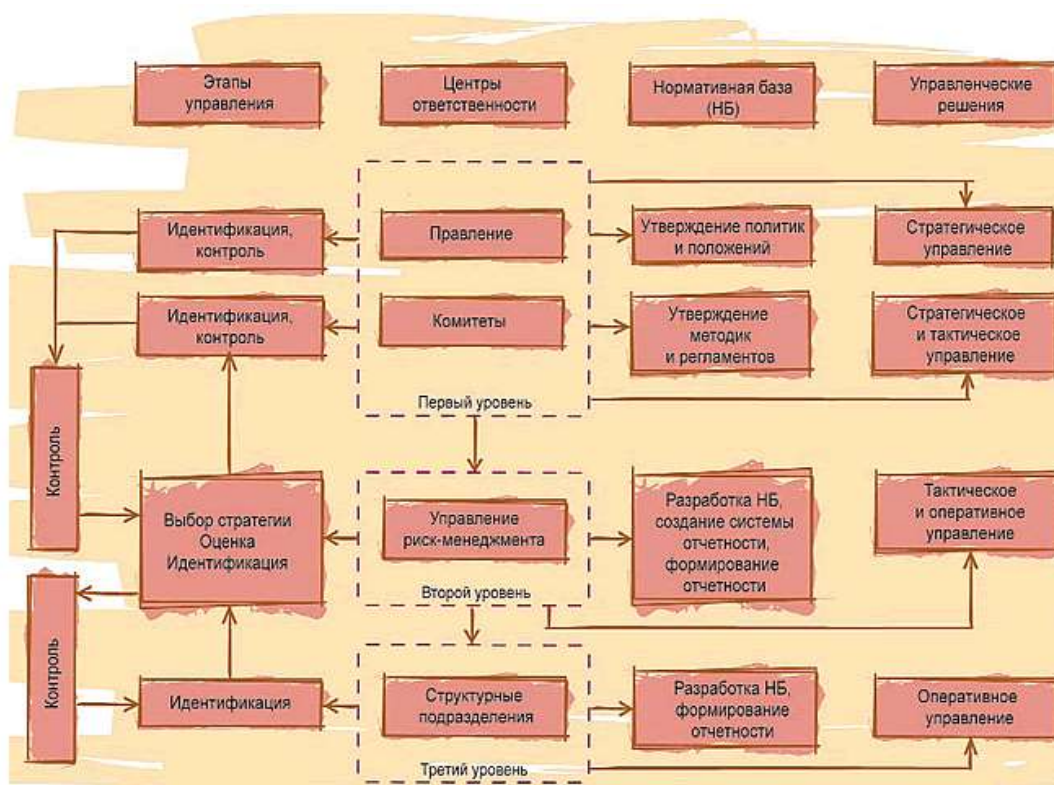 Этапы
управления
Центры
ответственности
Нормативная база
(НБ)
Управленческие
решения
Идентификация,
контроль
Правление
Утверждение политик
и положений
Стратегическое
управление
Идентификация,
контроль
Комитеты
Утверждение
методик
и регламентов
Стратегическое
и тактическое
управление
Первый уровень
Контроль
Выбор стратегии
Оценка
Идентификация
Управление
риск-менеджмента
Разработка НБ,
создание системы
отчетности,
формирование
отчетности
Тактическое
и оперативное
управление
Второй уровень
Контроль
Идентификация
Структурные
подразделения
Разработка НБ,
формирование
отчетности
Оперативное
управление
Третий уровень